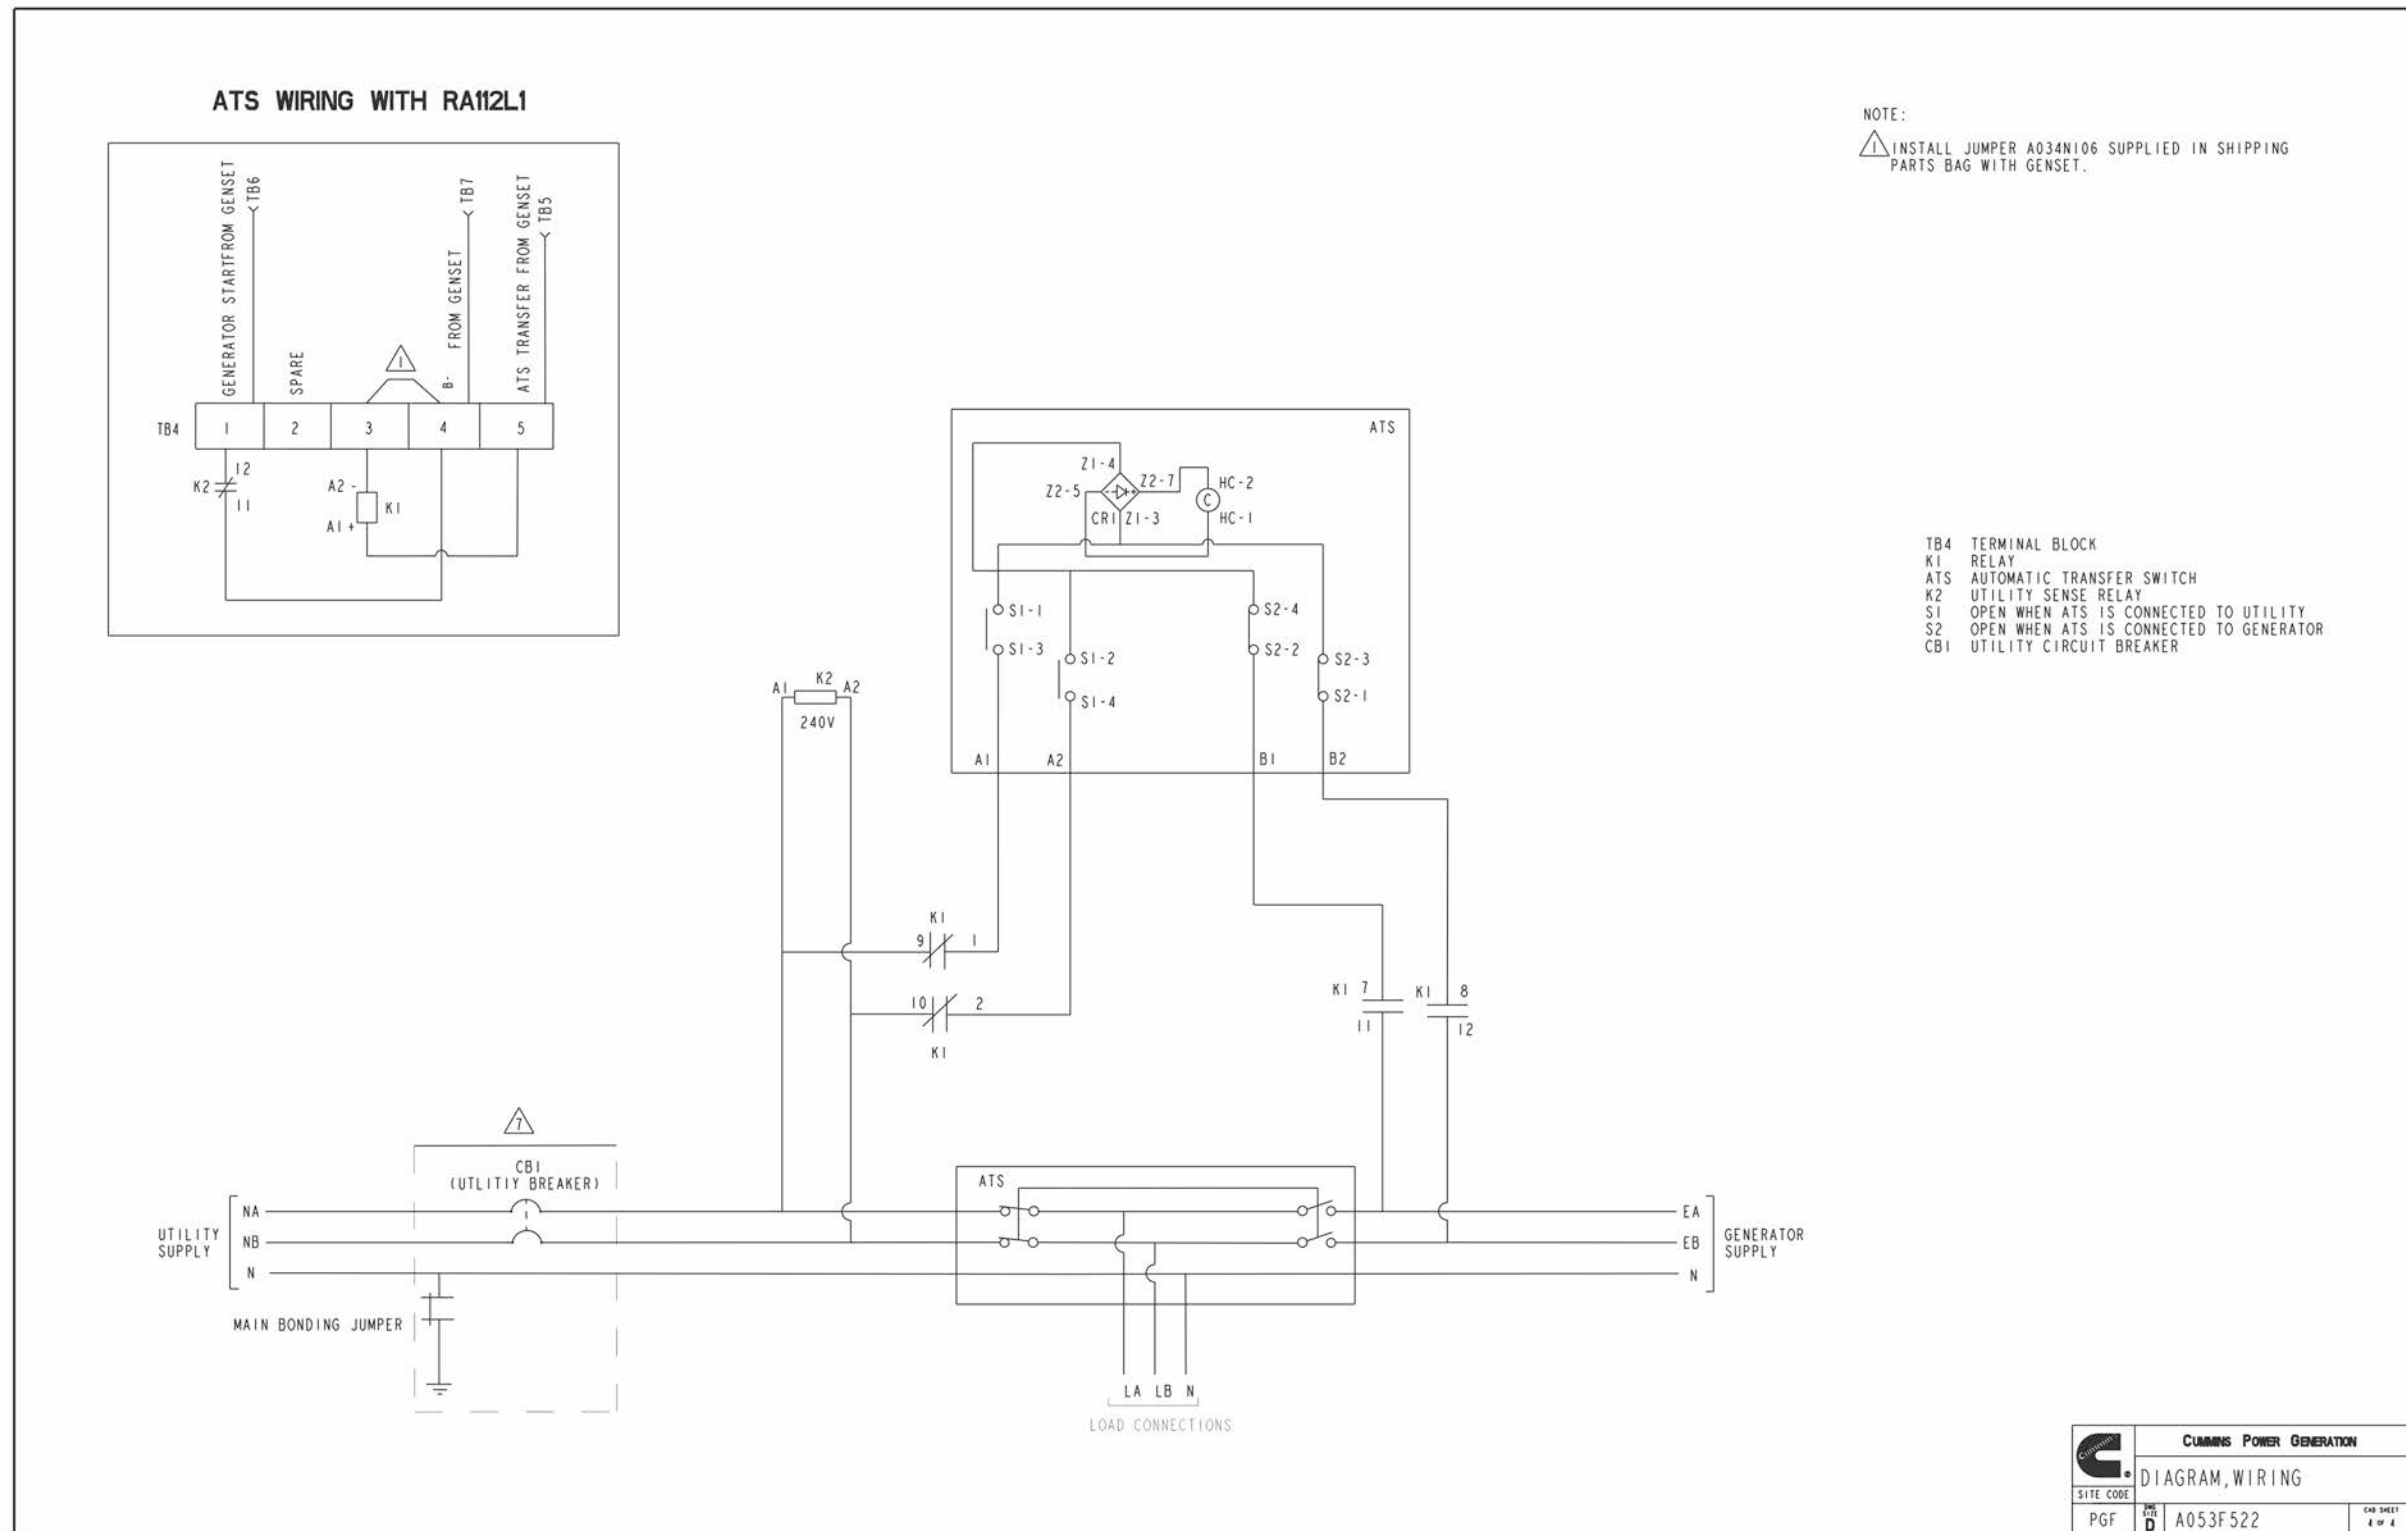 ATS WIRING WITH RA112L1
GENERATOR STARTFROM GENSET
TB6
SPARE
1
B-
FROM GENSET
TB7
ATS TRANSFER FROM GENSET
TB5
TB4
1
2
3
4
5
K2
12
11
A2 -
A1 +
K1
NOTE:
1 INSTALL JUMPER A034N106 SUPPLIED IN SHIPPING
PARTS BAG WITH GENSET.
TB4 TERMINAL BLOCK
K1 RELAY
ATS AUTOMATIC TRANSFER SWITCH
K2 UTILITY SENSE RELAY
S1 OPEN WHEN ATS IS CONNECTED TO UTILITY
S2 OPEN WHEN ATS IS CONNECTED TO GENERATOR
CB1 UTILITY CIRCUIT BREAKER
ATS
Z1-4
Z2-5
Z2-7
HC-2
C
CR1
Z1-3
HC-1
S1-1
S1-3
S1-2
S1-4
S2-4
S2-2
S2-3
S2-1
A1
A2
B1
B2
A1
K2
A2
240V
K1
9
1
10
2
K1
K1
7
11
K1
8
12
7
CB1
(UTLITIY BREAKER)
UTILITY
SUPPLY
NA
NB
N
MAIN BONDING JUMPER
ATS
EA
EB
N
GENERATOR
SUPPLY
LA LB N
LOAD CONNECTIONS
Cummins
CUMMINS POWER GENERATION
DIAGRAM,WIRING
SITE CODE
PGF
DWG
SIZE
D
A053F522
CAD SHEET
4 OF 4